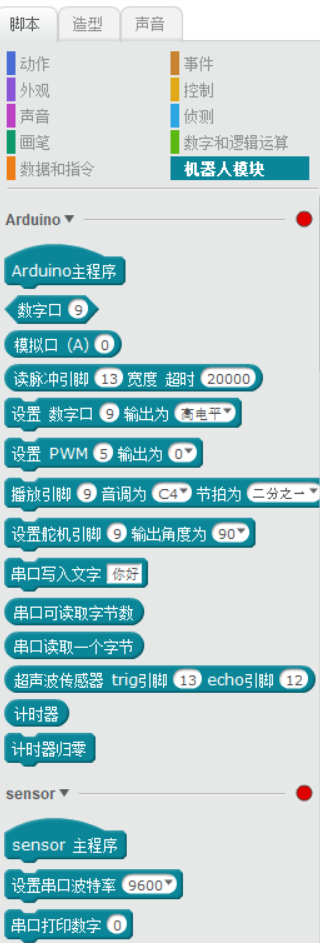 脚本 造型 声音
动作 事件
外观 控制
声音 侦测
画笔 数字和逻辑运算
数据和指令 机器人模块
Arduino
Arduino主程序
数字口 9
模拟口 (A) 0
读脉冲引脚 13 宽度 超时 20000
设置 数字口 9 输出为 高电平
设置 PWM 5 输出为 0
播放引脚 9 音调为 C4 节拍为 二分之一
设置舵机引脚 9 输出角度为 90
串口写入文字 你好
串口可读取字节数
串口读取一个字节
超声波传感器 trig引脚 13 echo引脚 12
计时器
计时器归零
sensor
sensor 主程序
设置串口波特率 9600
串口打印数字 0